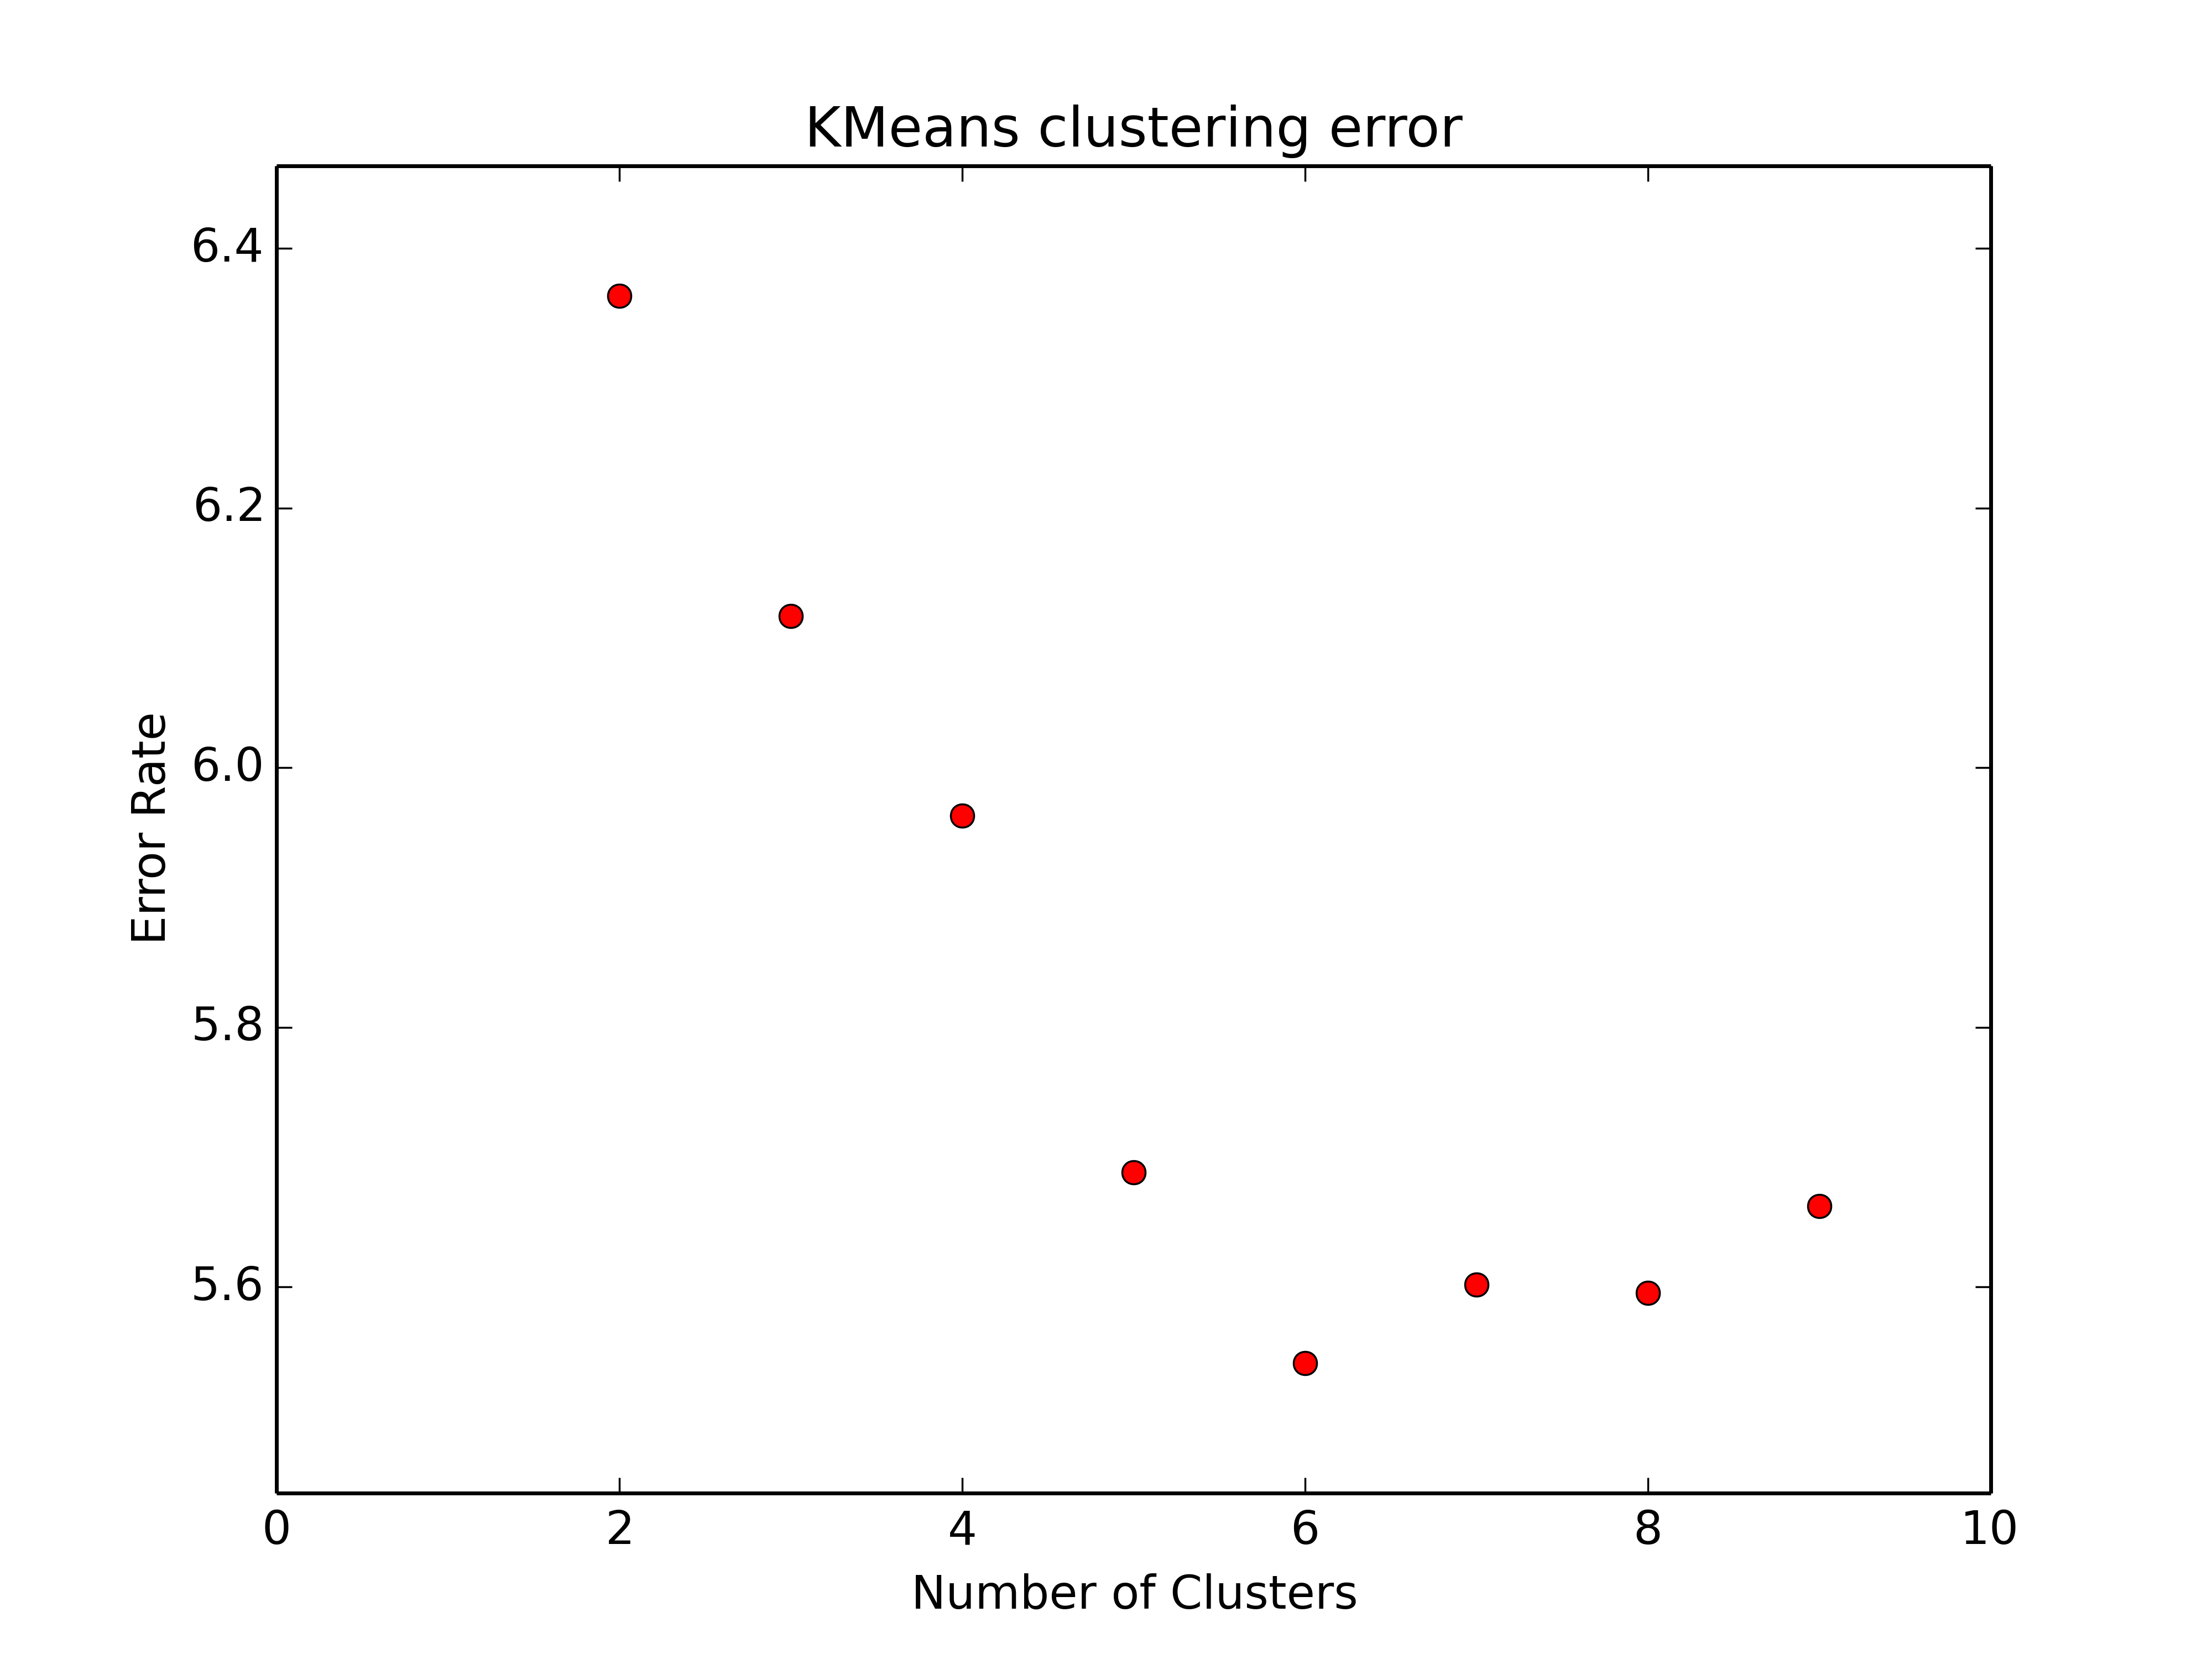 KMeans clustering error
6.4
6.2
6.0
5.8
5.6
Error Rate
0 2 4 6 8 10
Number of Clusters